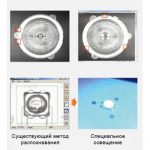 Существующий метод
распознавания
Специальное
освещение